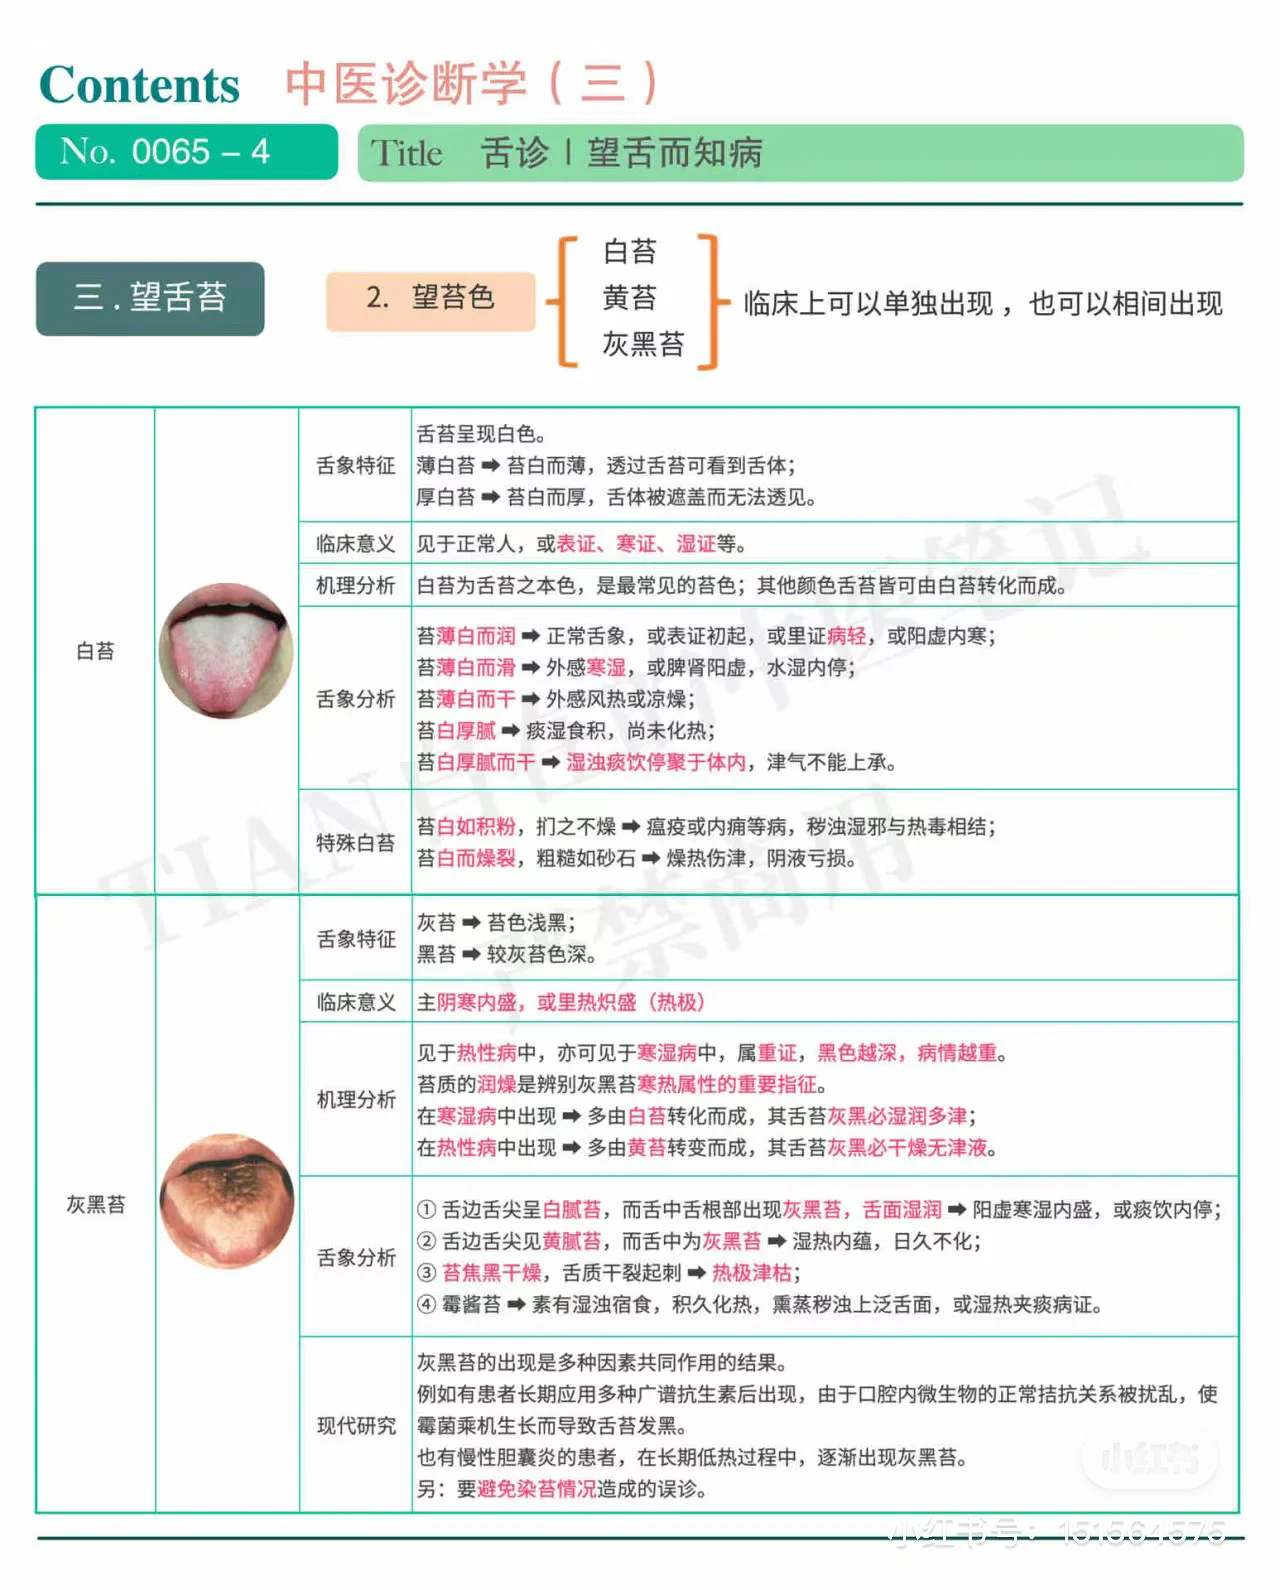 Contents 中医诊断学(三)
No. 0065 – 4
Title 舌诊 | 望舌而知病
三 . 望舌苔
2. 望苔色
白苔
黄苔
灰黑苔
临床上可以单独出现，也可以相间出现
白苔
舌象特征
舌苔呈现白色。
薄白苔 ➡ 苔白而薄，透过舌苔可看到舌体；
厚白苔 ➡ 苔白而厚，舌体被遮盖而无法透见。
临床意义
见于正常人，或表证、寒证、湿证等。
机理分析
白苔为舌苔之本色，是最常见的苔色；其他颜色舌苔皆可由白苔转化而成。
舌象分析
苔薄白而润 ➡ 正常舌象，或表证初起，或里证病轻，或阳虚内寒；
苔薄白而滑 ➡ 外感寒湿，或脾肾阳虚，水湿内停；
苔薄白而干 ➡ 外感风热或凉燥；
苔白厚腻 ➡ 痰湿食积，尚未化热；
苔白厚腻而干 ➡ 湿浊痰饮停聚于体内，津气不能上承。
特殊白苔
苔白如积粉，扪之不燥 ➡ 瘟疫或内痈等病，秽浊湿邪与热毒相结；
苔白而燥裂，粗糙如砂石 ➡ 燥热伤津，阴液亏损。
灰黑苔
舌象特征
灰苔 ➡ 苔色浅黑；
黑苔 ➡ 较灰苔色深。
临床意义
主阴寒内盛，或里热炽盛（热极）
机理分析
见于热性病中，亦可见于寒湿病中，属重证，黑色越深，病情越重。
苔质的润燥是辨别灰黑苔寒热属性的重要指征。
在寒湿病中出现 ➡ 多由白苔转化而成，其舌苔灰黑必湿润多津；
在热性病中出现 ➡ 多由黄苔转变而成，其舌苔灰黑必干燥无津液。
舌象分析
① 舌边舌尖呈白腻苔，而舌中舌根部出现灰黑苔，舌面湿润 ➡ 阳虚寒湿内盛，或痰饮内停；
② 舌边舌尖见黄腻苔，而舌中为灰黑苔 ➡ 湿热内蕴，日久不化；
③ 苔焦黑干燥，舌质干裂起刺 ➡ 热极津枯；
④ 霉酱苔 ➡ 素有湿浊宿食，积久化热，熏蒸秽浊上泛舌面，或湿热夹痰病证。
现代研究
灰黑苔的出现是多种因素共同作用的结果。
例如有患者长期应用多种广谱抗生素后出现，由于口腔内微生物的正常拮抗关系被扰乱，使
霉菌乘机生长而导致舌苔发黑。
也有慢性胆囊炎的患者，在长期低热过程中，逐渐出现灰黑苔。
另：要避免染苔情况造成的误诊。
TIAN自在的中医笔记
严禁商用
小红书
小红书号：151564575